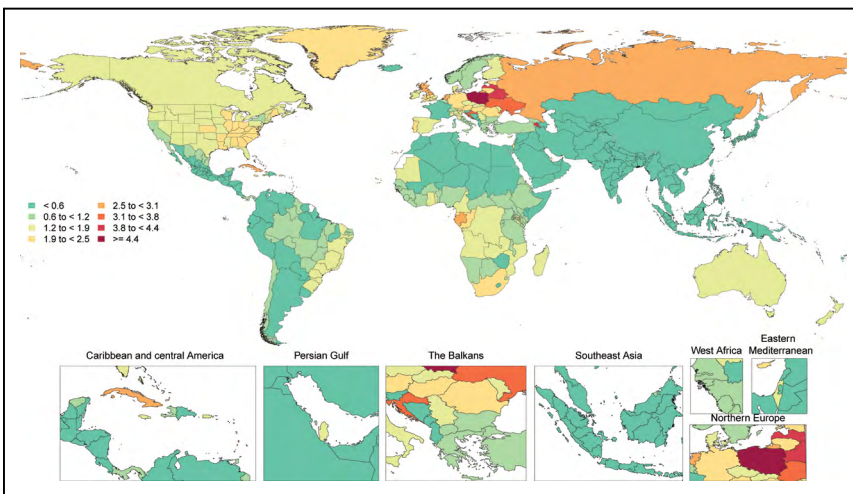 < 0.6
0.6 to < 1.2
1.2 to < 1.9
1.9 to < 2.5
2.5 to < 3.1
3.1 to < 3.8
3.8 to < 4.4
>= 4.4
Caribbean and central America
Persian Gulf
The Balkans
Southeast Asia
West Africa
Eastern
Mediterranean
Northern Europe